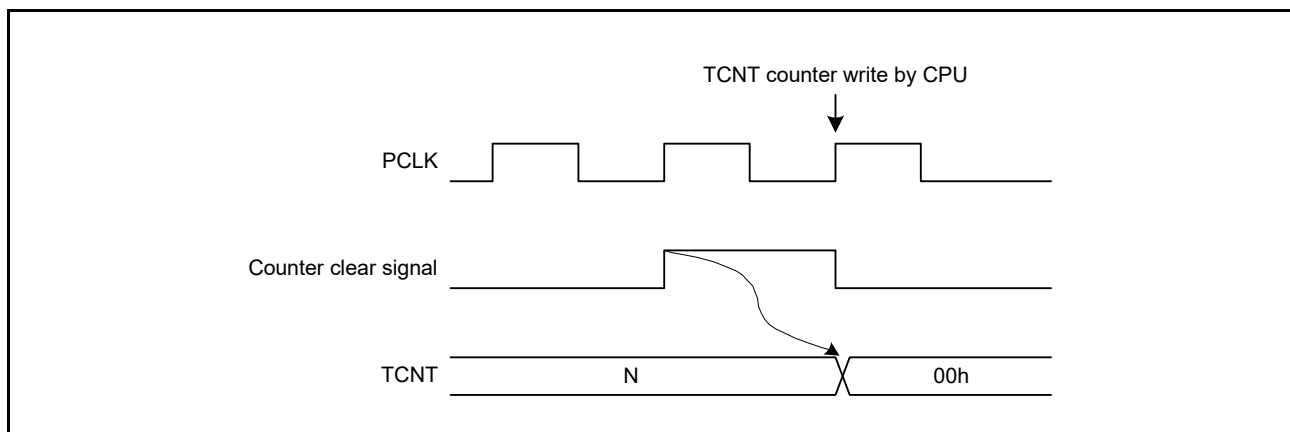 TCNT counter write by CPU
PCLK
Counter clear signal
TCNT
N
00h